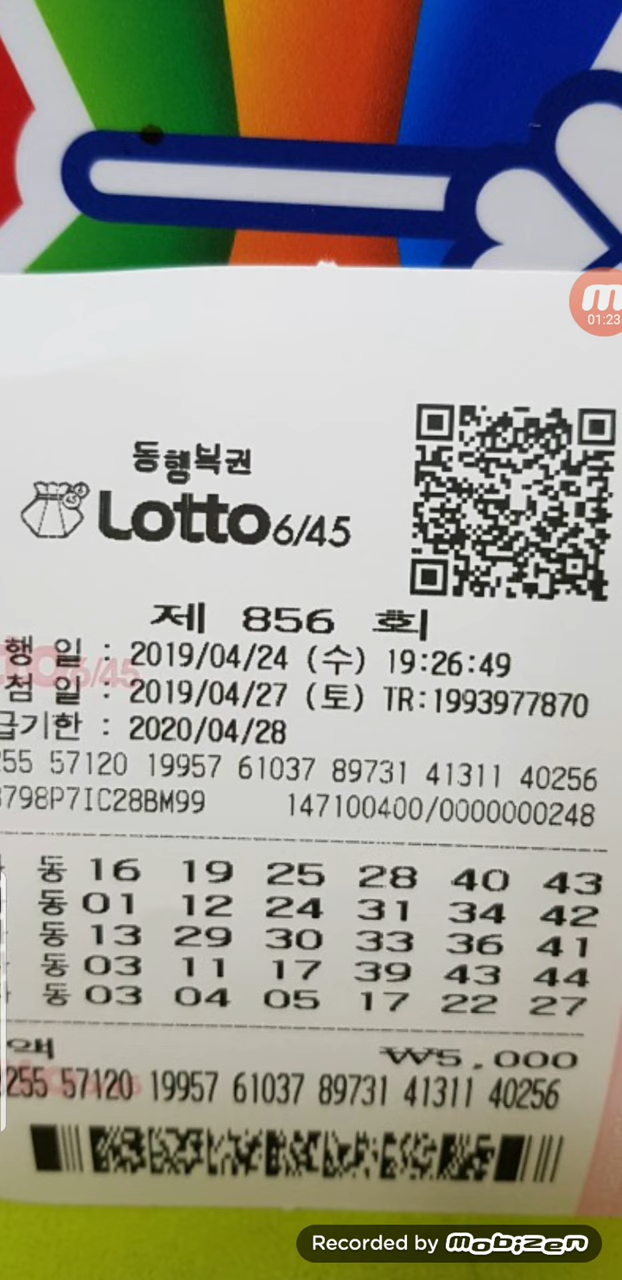 01:23
동행복권
Lotto 6/45
제 856 회
행 일 : 2019/04/24 (수) 19:26:49
첨 일 : 2019/04/27 (토) TR:1993977870
급기한 : 2020/04/28
255 57120 19957 61037 89731 41311 40256
798P7IC28BM99 147100400/0000000248
동 16 19 25 28 40 43
동 01 12 24 31 34 42
동 13 29 30 33 36 41
동 03 11 17 39 43 44
동 03 04 05 17 22 27
₩5,000
255 57120 19957 61037 89731 41311 40256
Recorded by mobizen